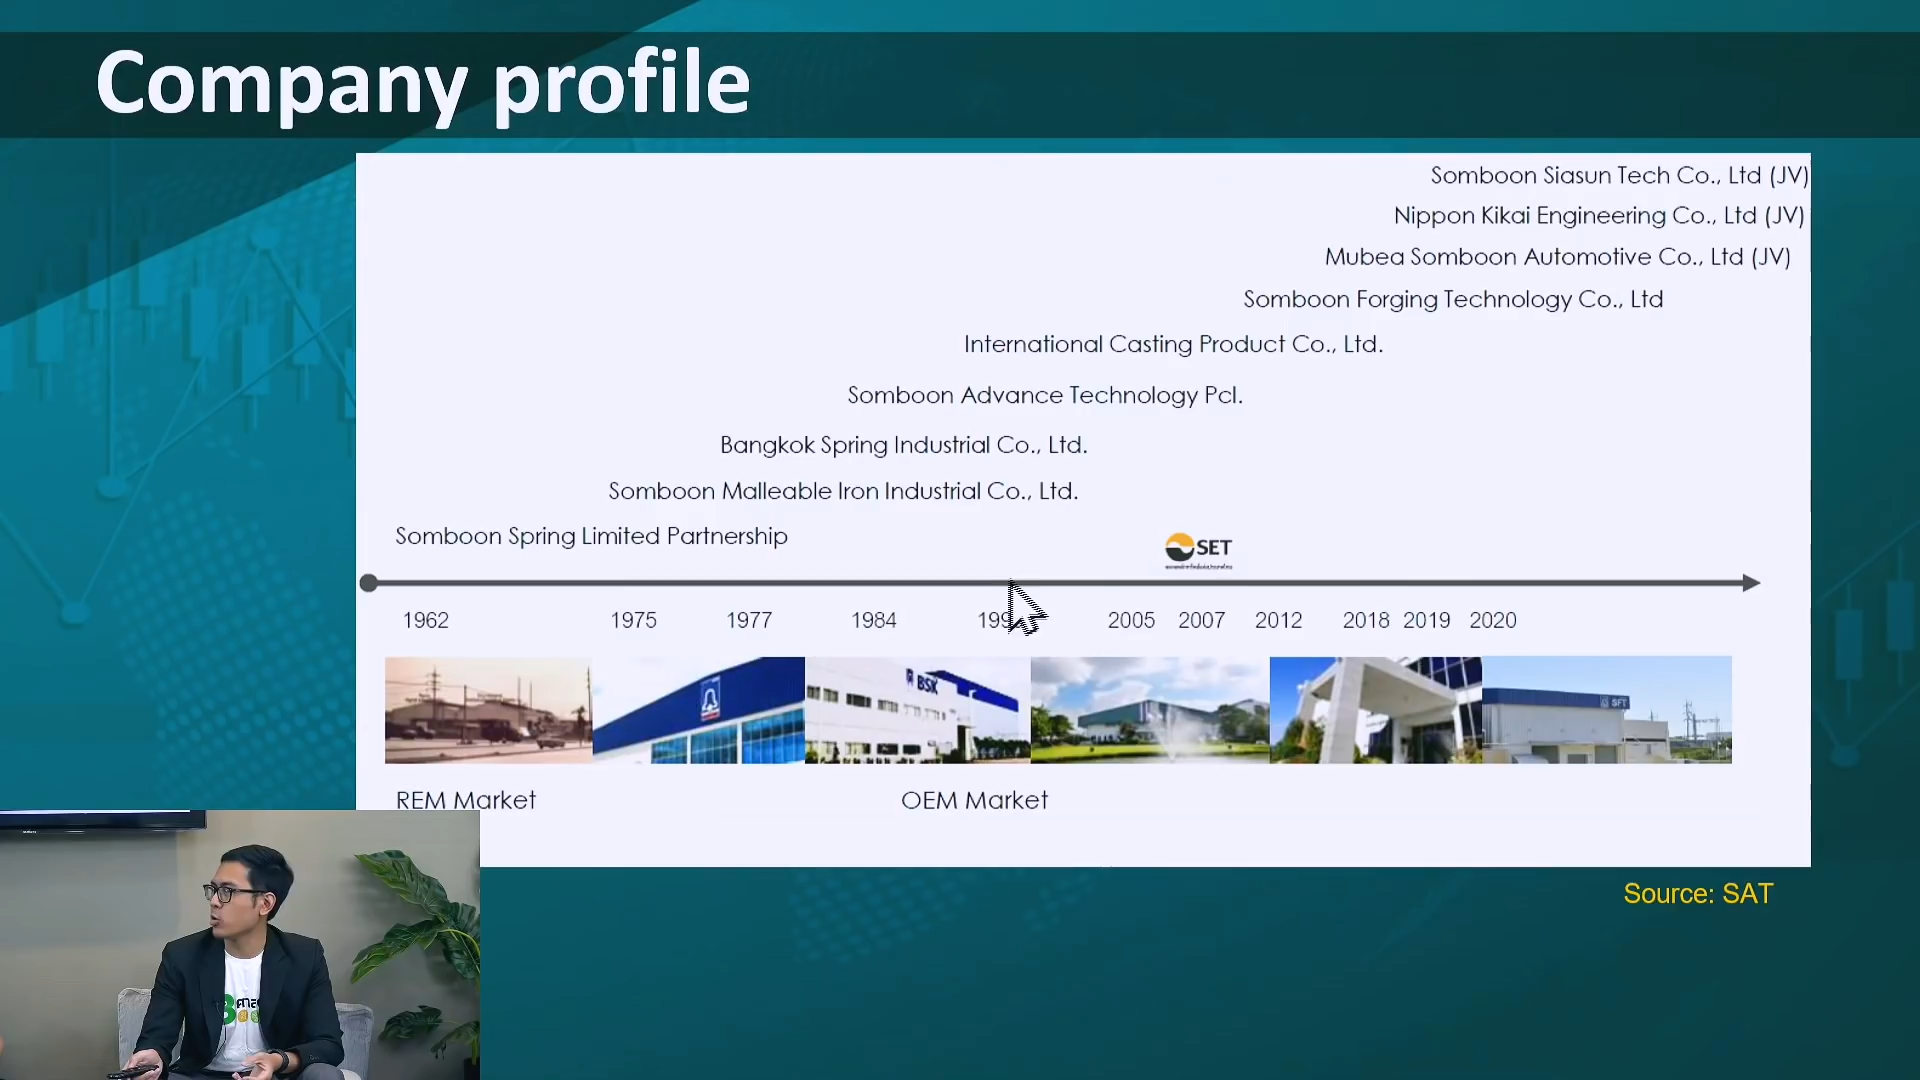 Company profile
Somboon Siasun Tech Co., Ltd (JV)
Nippon Kikai Engineering Co., Ltd (JV)
Mubea Somboon Automotive Co., Ltd (JV)
Somboon Forging Technology Co., Ltd
International Casting Product Co., Ltd.
Somboon Advance Technology Pcl.
Bangkok Spring Industrial Co., Ltd.
Somboon Malleable Iron Industrial Co., Ltd.
Somboon Spring Limited Partnership
SET
1962 1975 1977 1984 2005 2007 2012 2018 2019 2020
BSK
SFT
REM Market OEM Market
Source: SAT